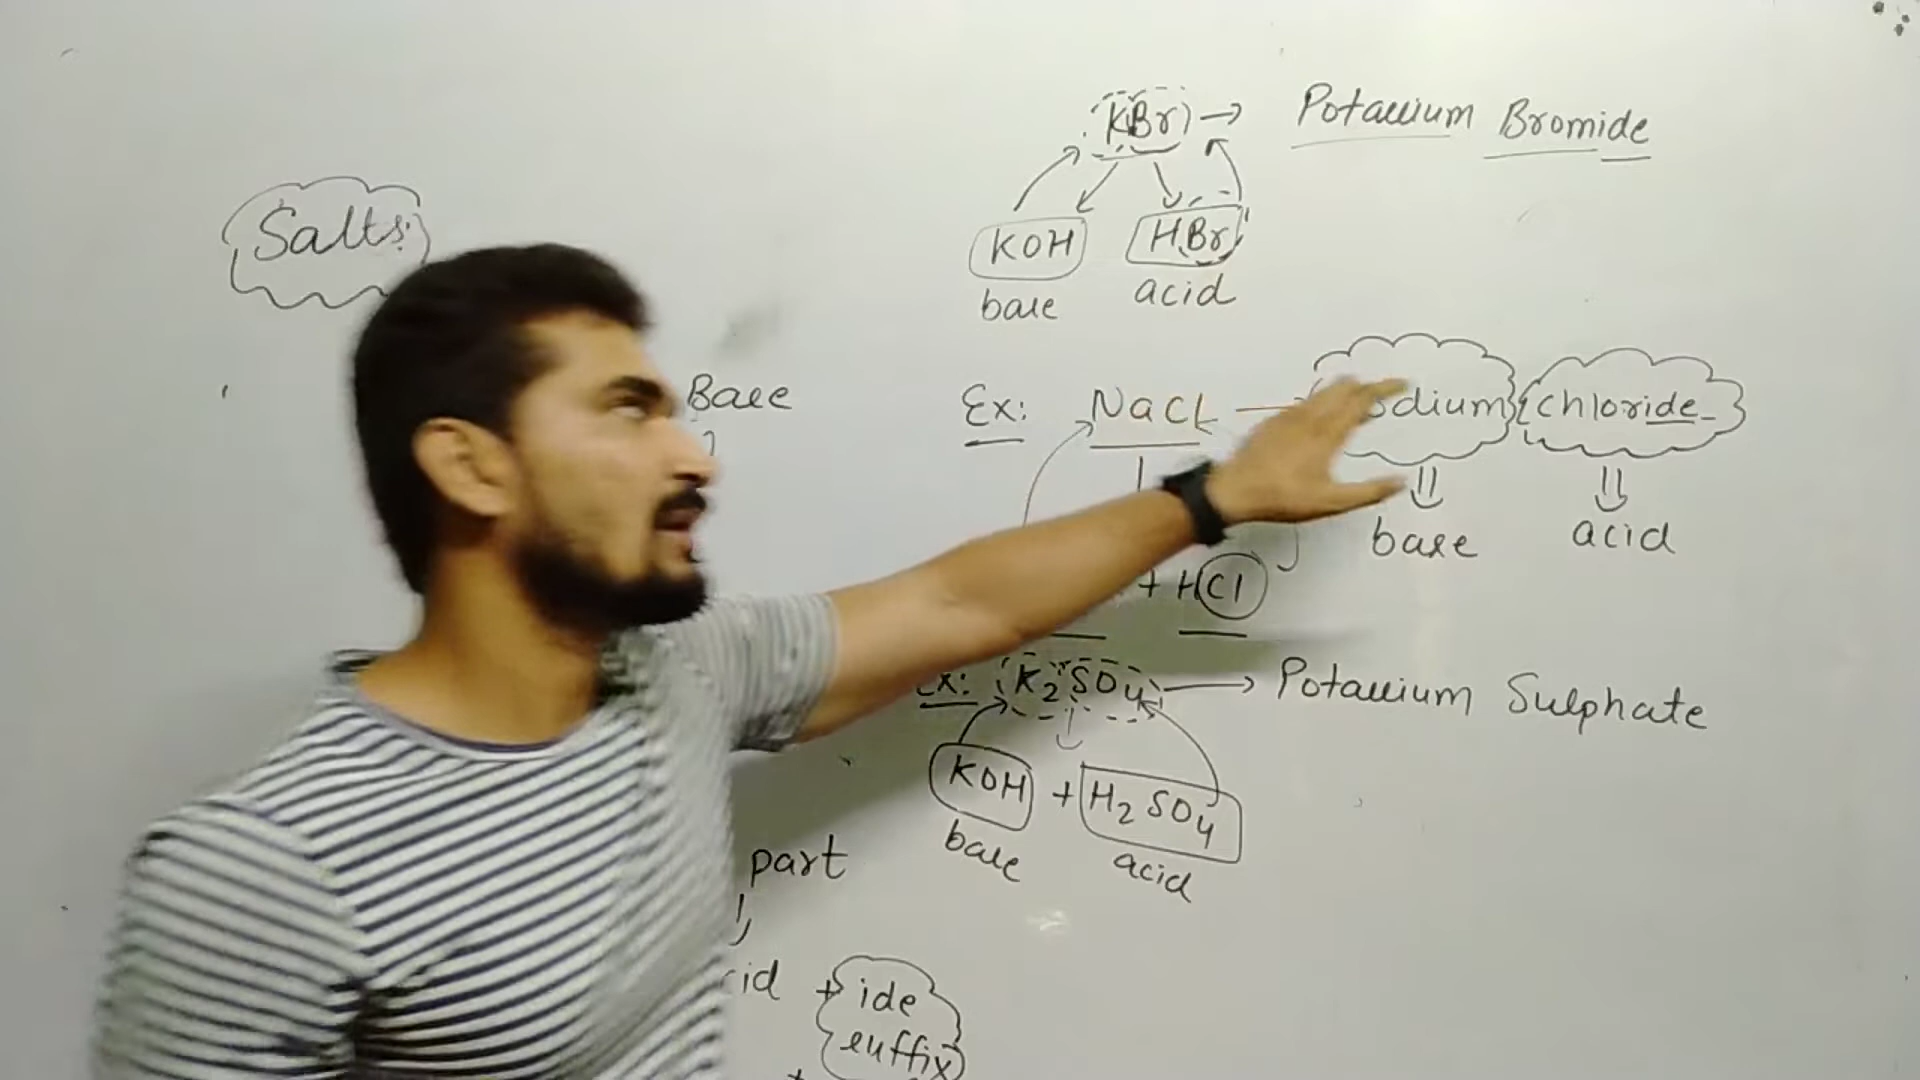 Salts:
KBr → Potassium Bromide
KOH HBr
base acid
Base
Ex: NaCl → odium chloride
base acid
+ HCl
Ex: K2SO4 → Potassium Sulphate
KOH + H2SO4
base acid
part
cid + ide
suffix
+